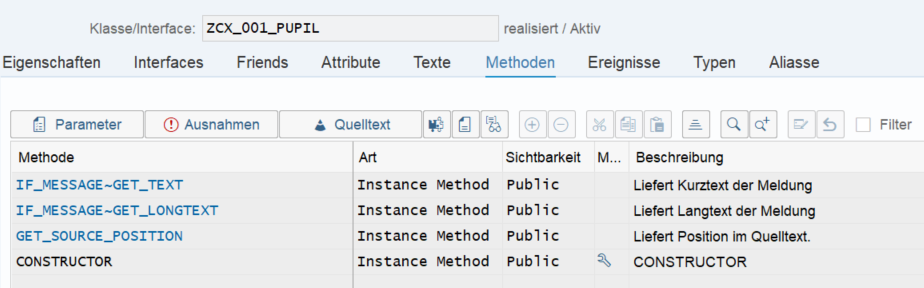 Klasse/Interface: ZCX_001_PUPIL realisiert / Aktiv
Eigenschaften Interfaces Friends Attribute Texte Methoden Ereignisse Typen Aliasse
Parameter Ausnahmen Quelltext Filter
Methode Art Sichtbarkeit M... Beschreibung
IF_MESSAGE~GET_TEXT Instance Method Public Liefert Kurztext der Meldung
IF_MESSAGE~GET_LONGTEXT Instance Method Public Liefert Langtext der Meldung
GET_SOURCE_POSITION Instance Method Public Liefert Position im Quelltext.
CONSTRUCTOR Instance Method Public CONSTRUCTOR